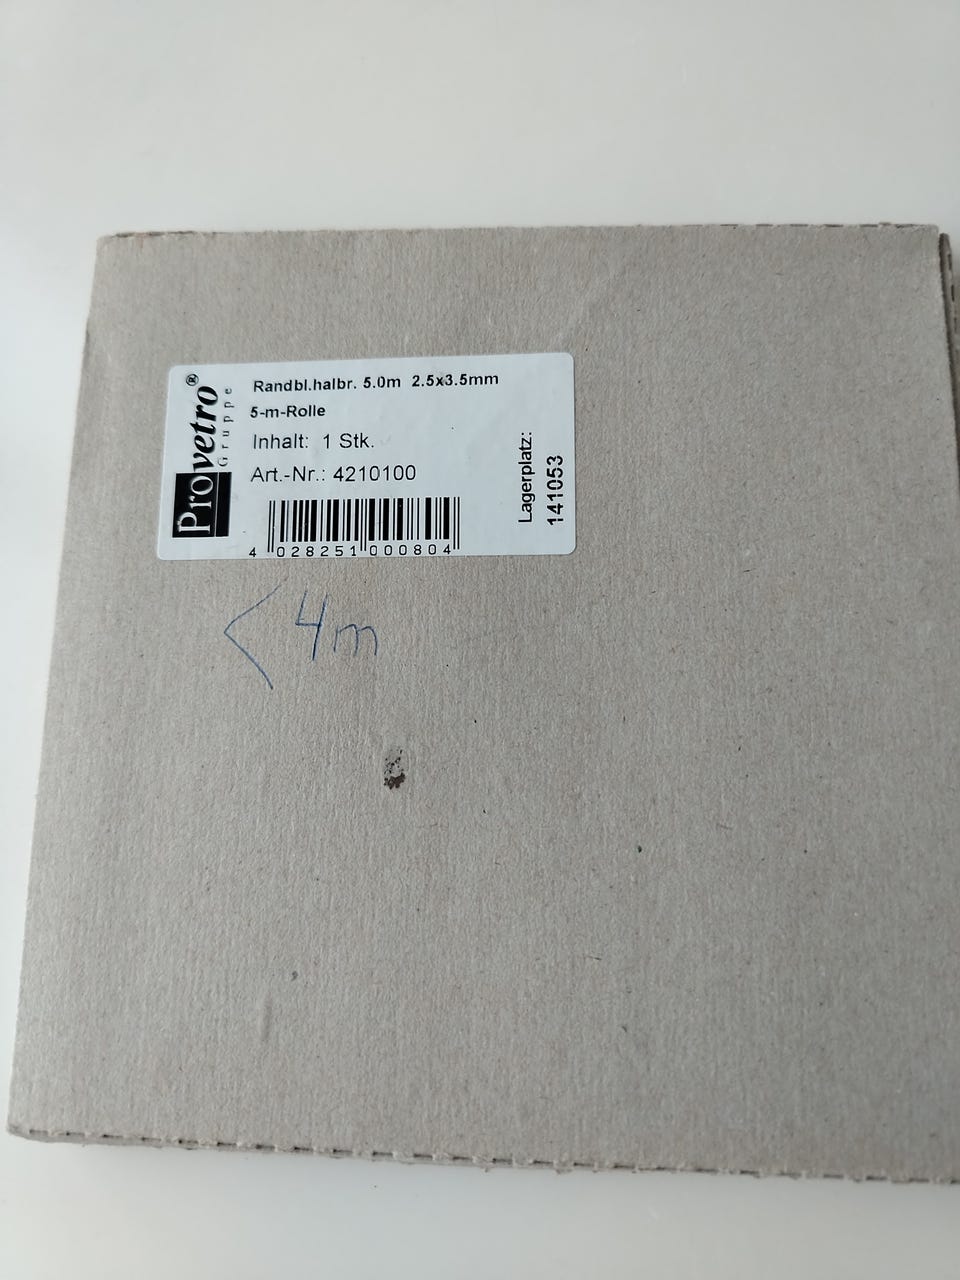 Provetro®
Gruppe
Randbl.halbr. 5.0m 2.5x3.5mm
5-m-Rolle
Inhalt: 1 Stk.
Art.-Nr.: 4210100
4 028251 000804
Lagerplatz:
141053
<4m